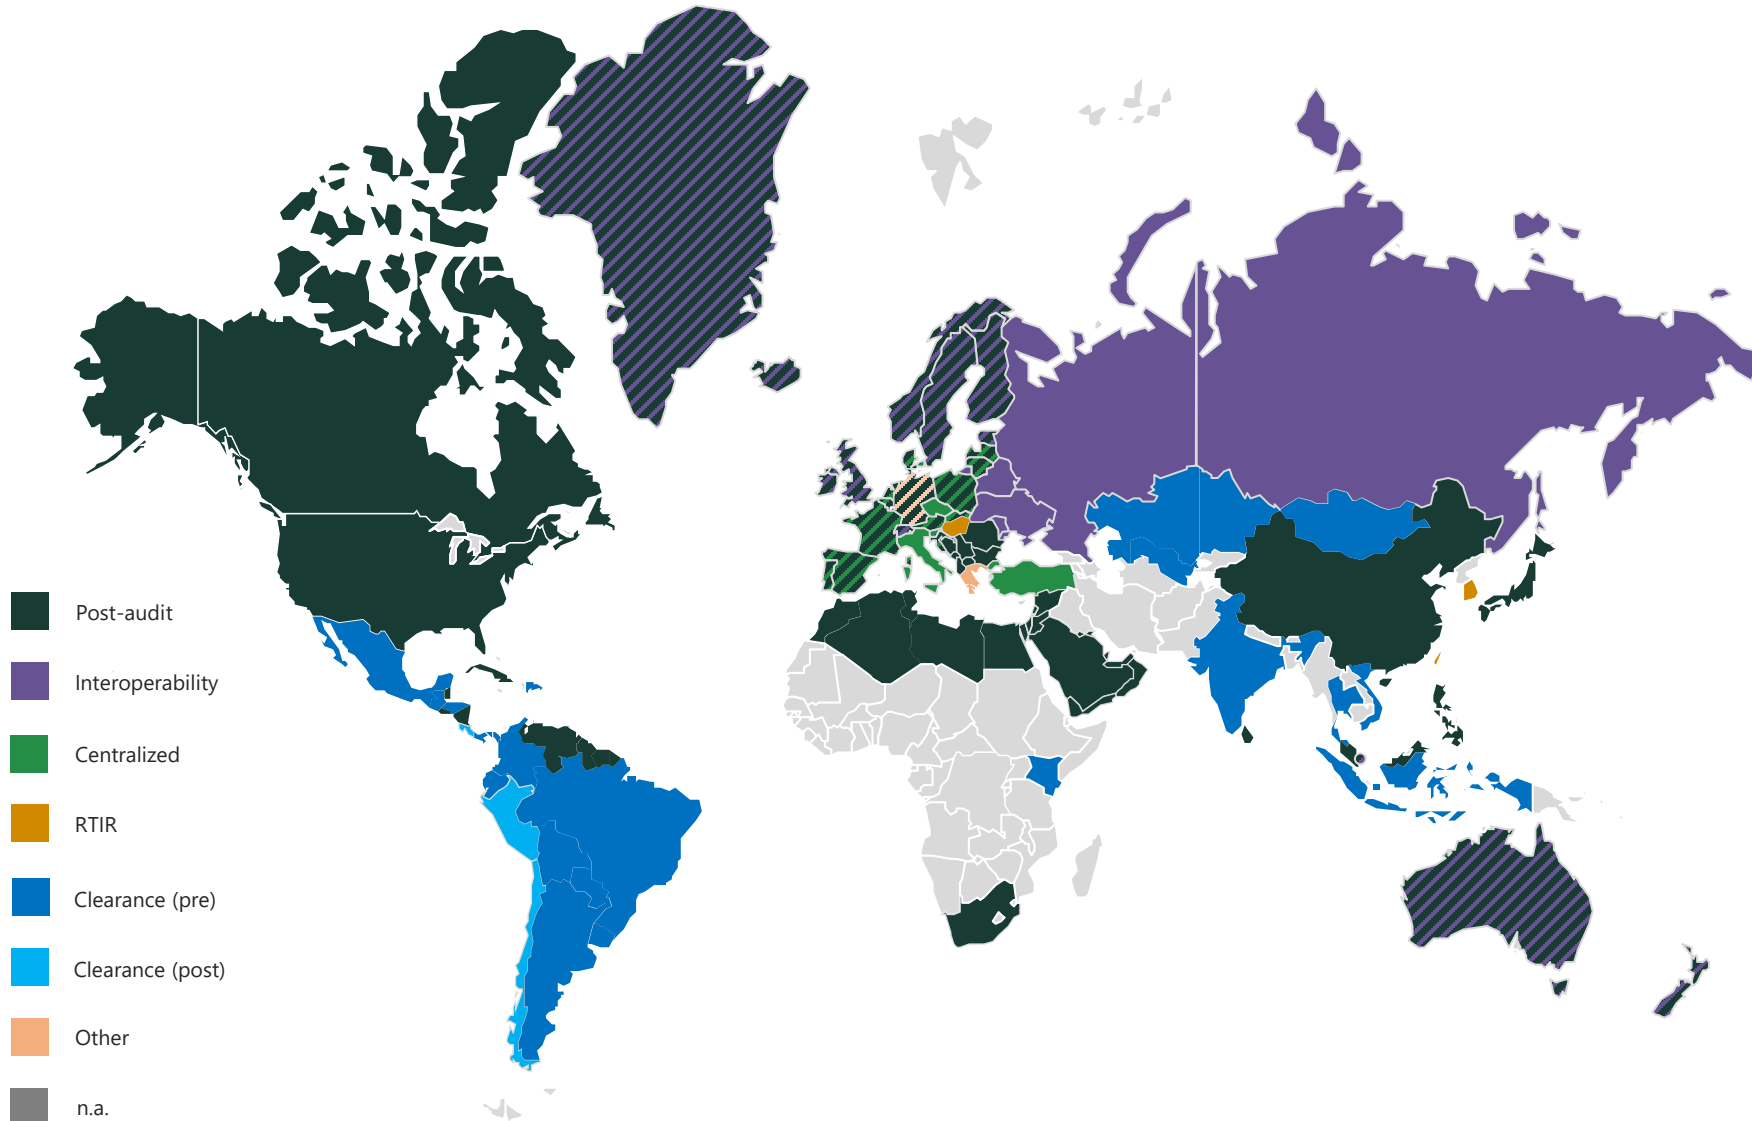 Post-audit
Interoperability
Centralized
RTIR
Clearance (pre)
Clearance (post)
Other
n.a.